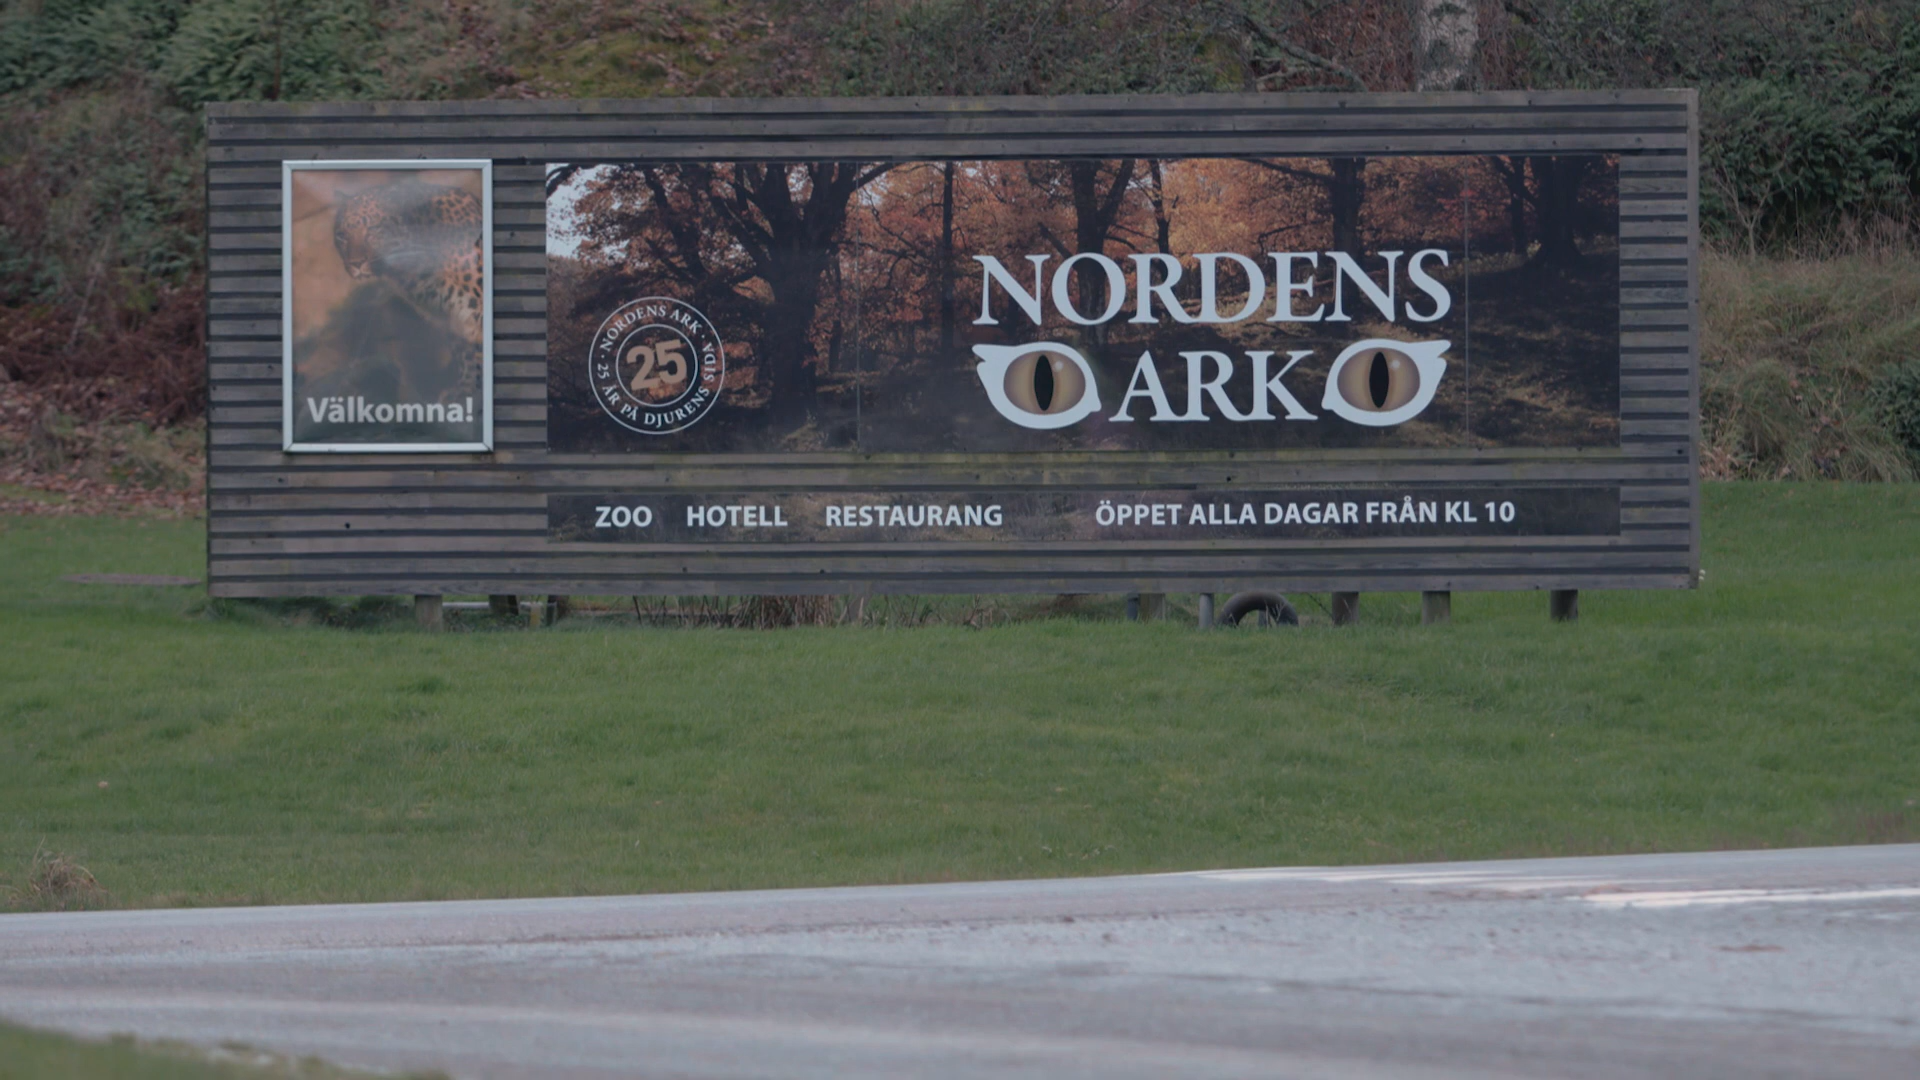 Välkomna!
· NORDENS ARK ·
25 ÅR PÅ DJURENS SIDA
25
NORDENS
ARK
ZOO HOTELL RESTAURANG ÖPPET ALLA DAGAR FRÅN KL 10